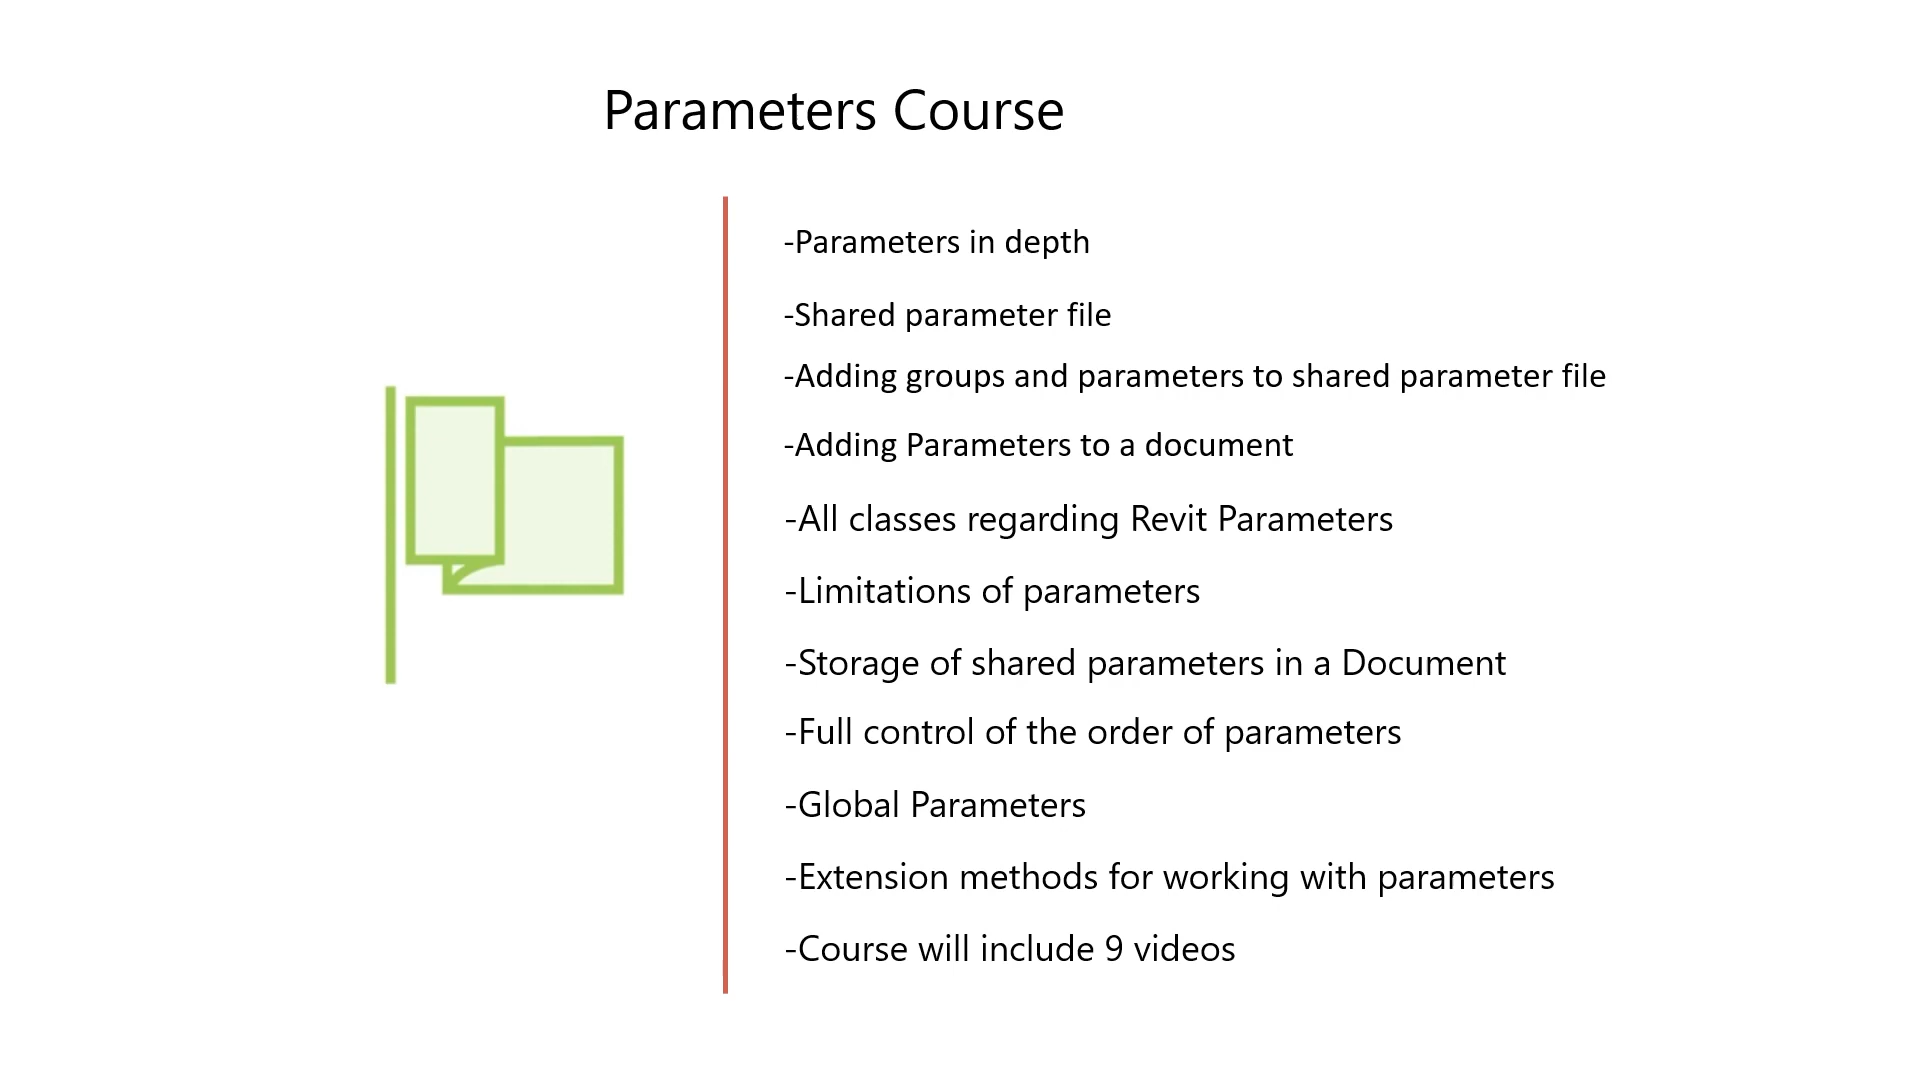 Parameters Course
-Parameters in depth
-Shared parameter file
-Adding groups and parameters to shared parameter file
-Adding Parameters to a document
-All classes regarding Revit Parameters
-Limitations of parameters
-Storage of shared parameters in a Document
-Full control of the order of parameters
-Global Parameters
-Extension methods for working with parameters
-Course will include 9 videos